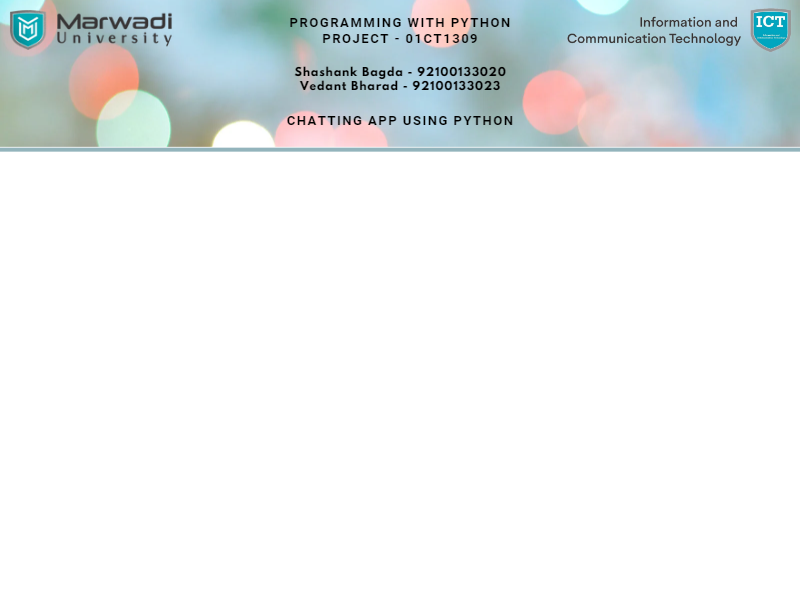 Marwadi
University
PROGRAMMING WITH PYTHON
PROJECT - 01CT1309
Shashank Bagda - 92100133020
Vedant Bharad - 92100133023
CHATTING APP USING PYTHON
Information and
Communication Technology
ICT